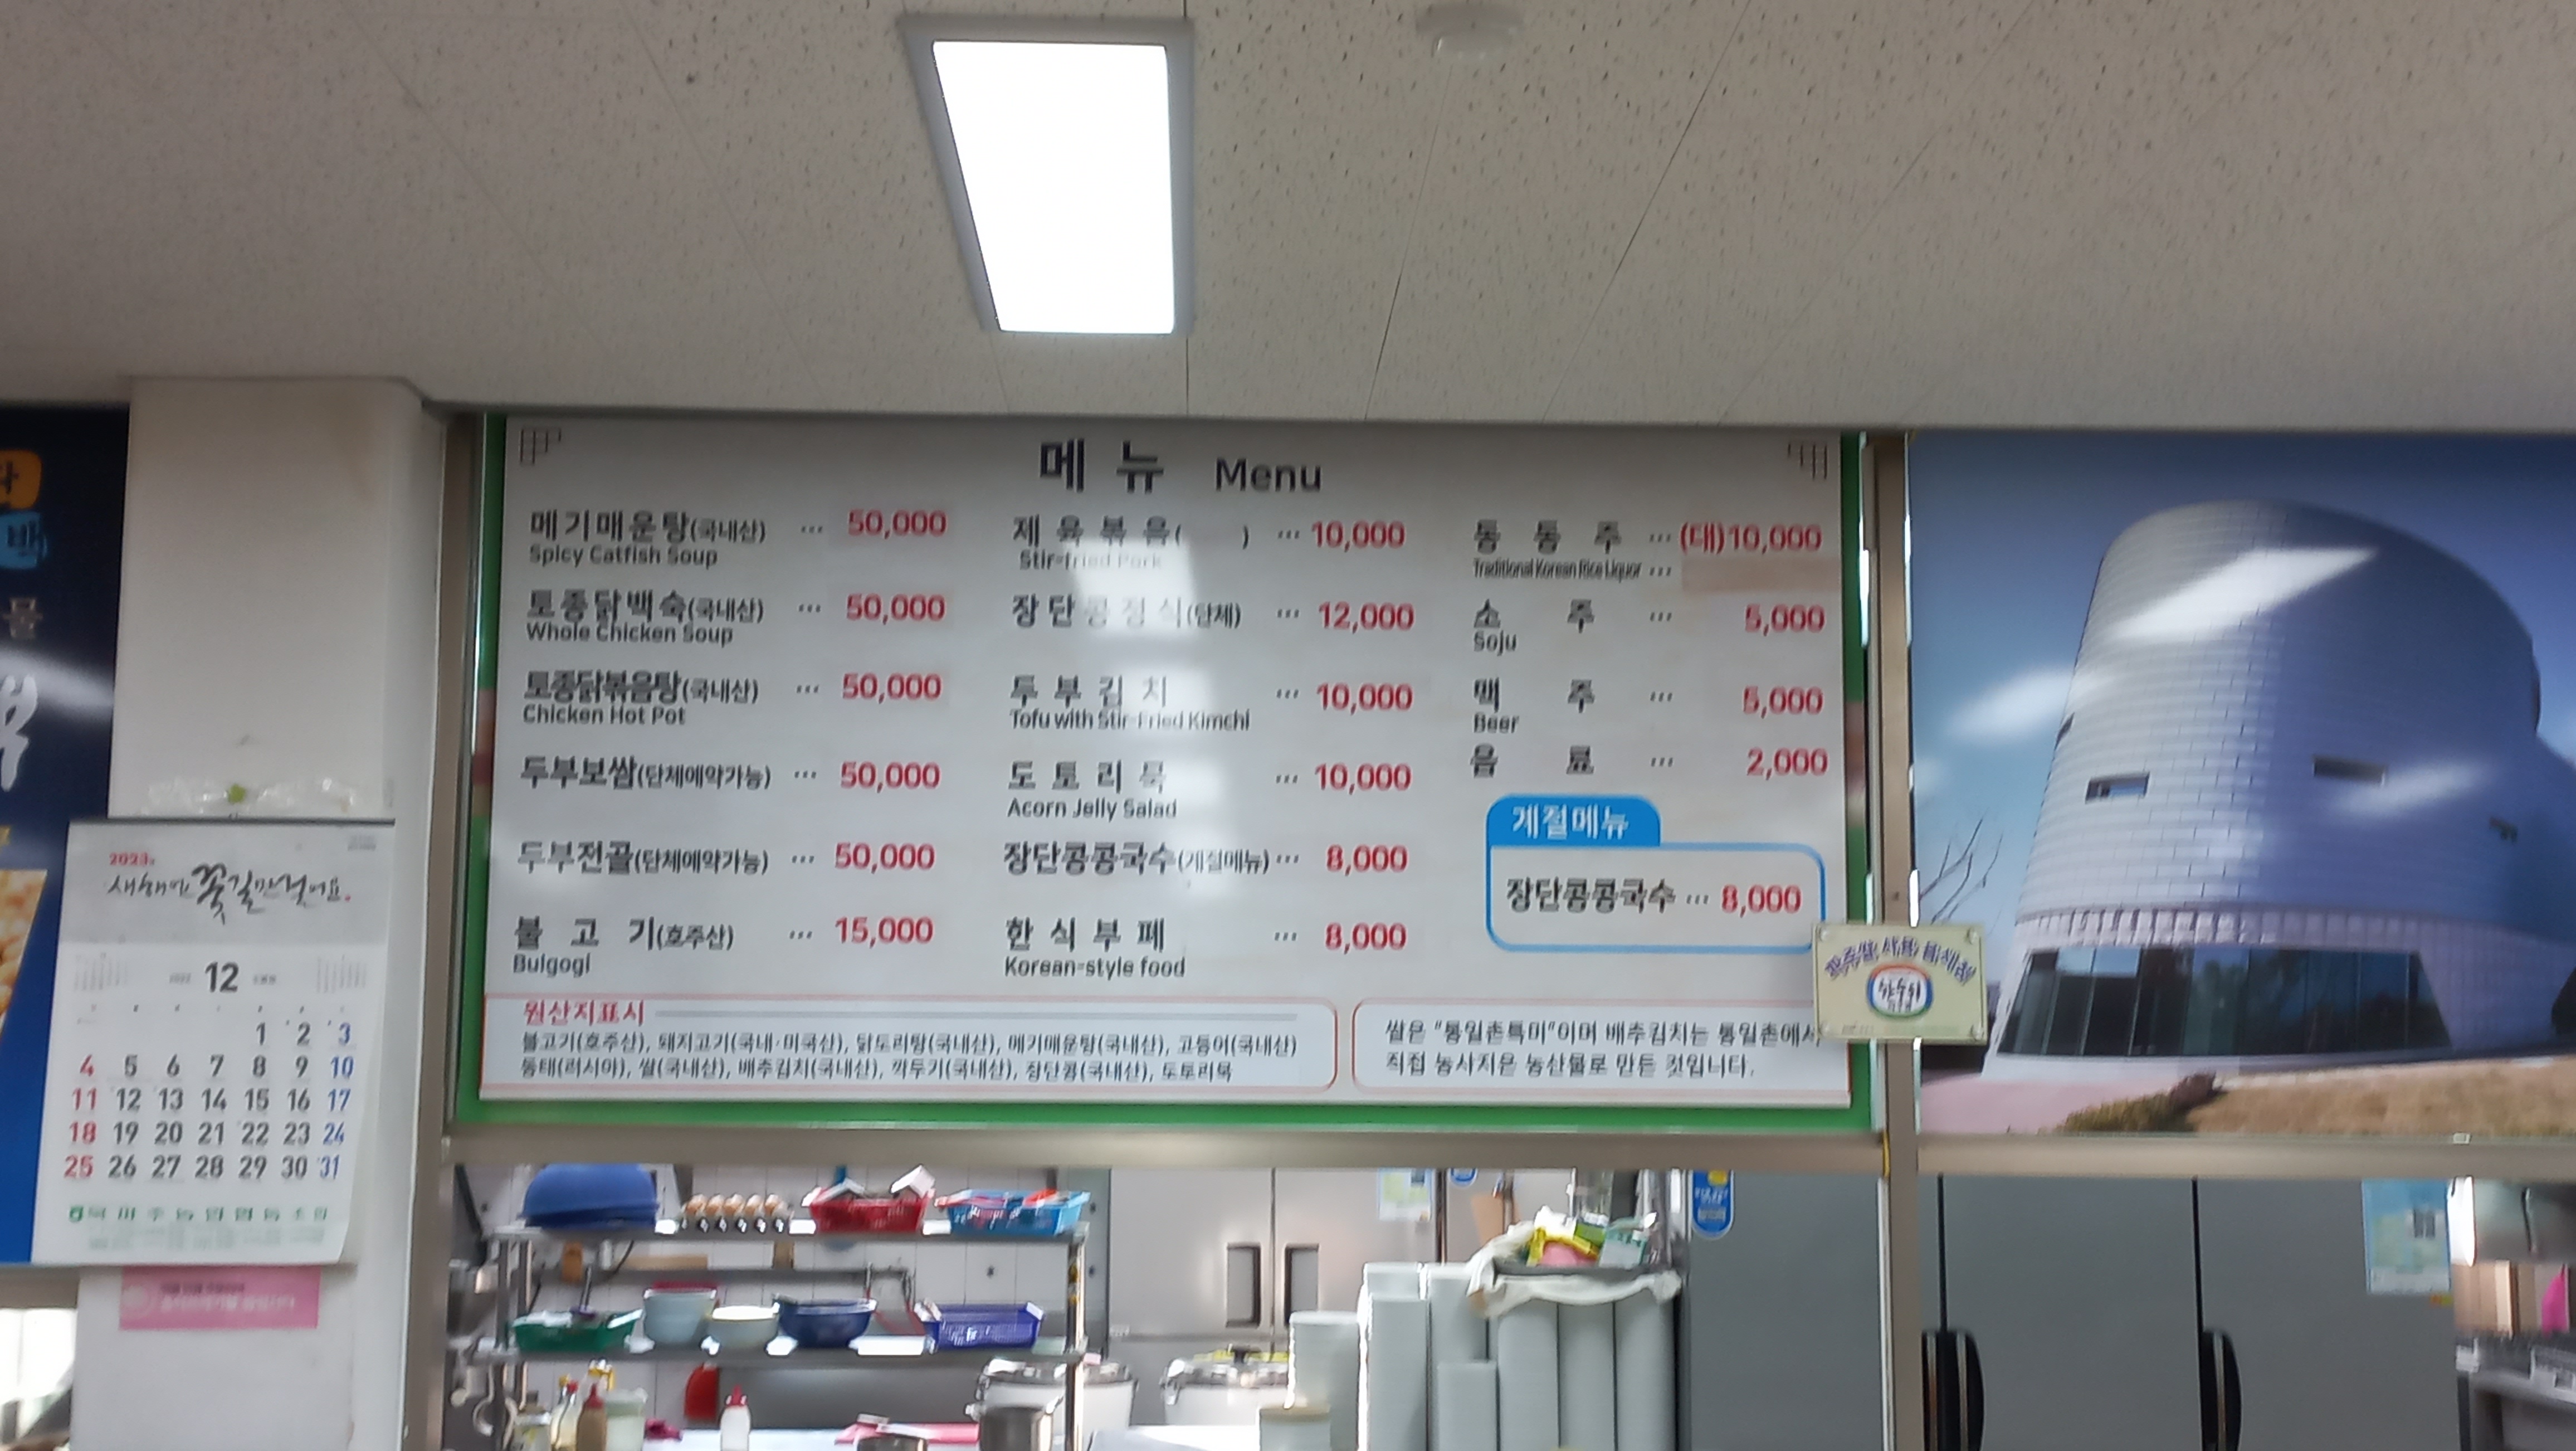 메뉴 Menu
메기매운탕(국내산) ... 50,000
Spicy Catfish Soup
토종닭백숙(국내산) ... 50,000
Whole Chicken Soup
토종닭볶음탕(국내산) ... 50,000
Chicken Hot Pot
두부보쌈(단체예약가능) ... 50,000
두부전골(단체예약가능) ... 50,000
불고기(호주산) ... 15,000
Bulgogi
제육볶음( ) ... 10,000
Stir-fried Pork
장단콩정식(단체) ... 12,000
두부김치 ... 10,000
Tofu with Stir-Fried Kimchi
도토리묵 ... 10,000
Acorn Jelly Salad
장단콩콩국수(계절메뉴) ... 8,000
한식부페 ... 8,000
Korean-style food
통통주 ... (대)10,000
Traditional Korean Rice Liquor ...
소주 ... 5,000
Soju
맥주 ... 5,000
Beer
음료 ... 2,000
계절메뉴
장단콩콩국수 ... 8,000
원산지표시
불고기(호주산), 돼지고기(국내·미국산), 닭도리탕(국내산), 메기매운탕(국내산), 고등어(국내산)
동태(러시아), 쌀(국내산), 배추김치(국내산), 깍두기(국내산), 장단콩(국내산), 도토리묵
쌀은 "통일촌특미"이며 배추김치는 통일촌에서
직접 농사지은 농산물로 만든 것입니다.
한수위
2023.
새해엔 꽃길만 걸어요.
12
1 2 3
4 5 6 7 8 9 10
11 12 13 14 15 16 17
18 19 20 21 22 23 24
25 26 27 28 29 30 31